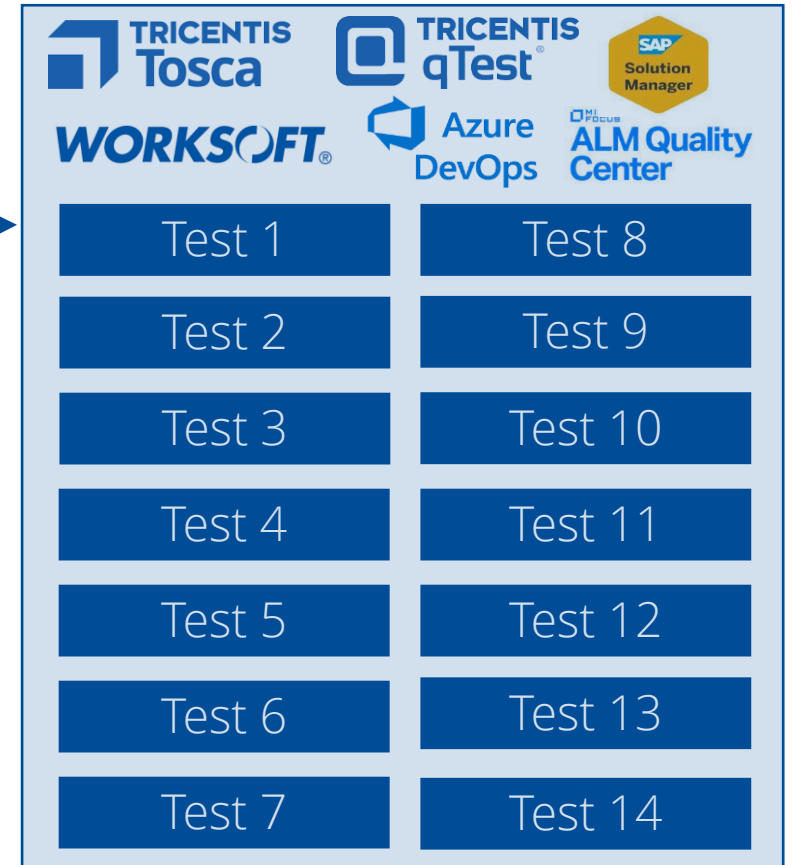 TRICENTIS
Tosca
TRICENTIS
qTest®
SAP
Solution
Manager
WORKSOFT®
Azure
DevOps
MI
FOCUS
ALM Quality
Center
Test 1
Test 2
Test 3
Test 4
Test 5
Test 6
Test 7
Test 8
Test 9
Test 10
Test 11
Test 12
Test 13
Test 14